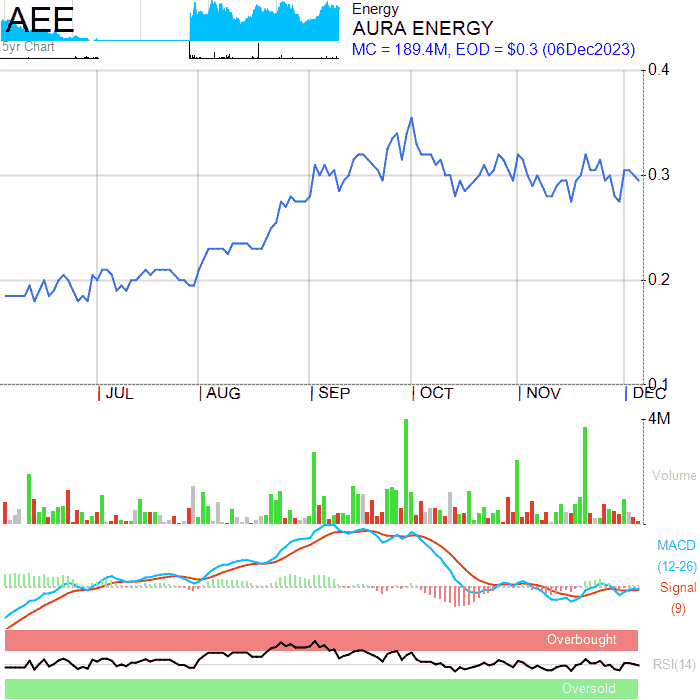 AEE
5yr Chart
Energy
AURA ENERGY
MC = 189.4M, EOD = $0.3 (06Dec2023)
0.4
0.3
0.2
0.1
JUL
AUG
SEP
OCT
NOV
DEC
4M
Volume
MACD
(12-26)
Signal
(9)
Overbought
RSI(14)
Oversold